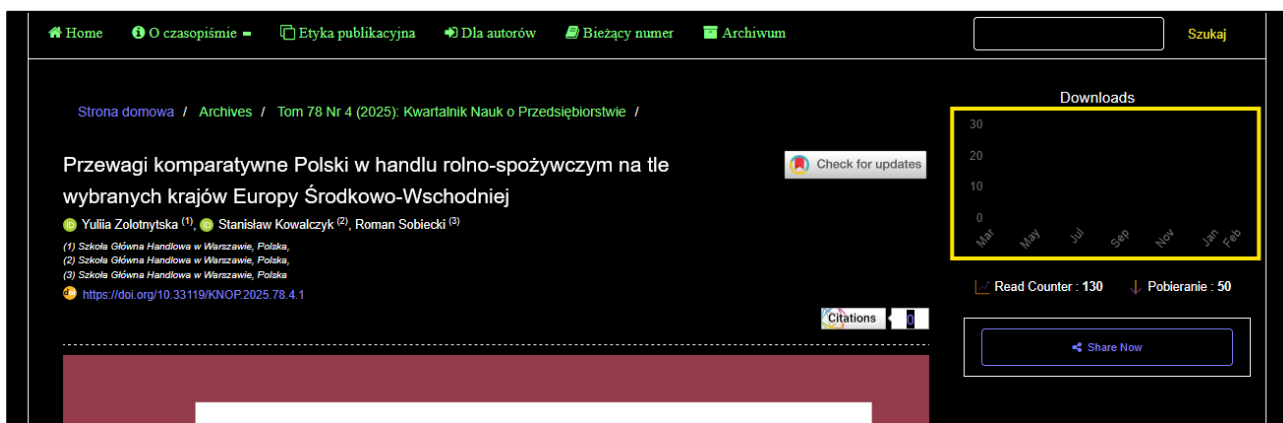 Home O czasopiśmie Etyka publikacyjna Dla autorów Bieżący numer Archiwum Szukaj
Strona domowa / Archives / Tom 78 Nr 4 (2025): Kwartalnik Nauk o Przedsiębiorstwie /
Przewagi komparatywne Polski w handlu rolno-spożywczym na tle
wybranych krajów Europy Środkowo-Wschodniej
Check for updates
Yuliia Zolotnytska (1), Stanisław Kowalczyk (2), Roman Sobiecki (3)
(1) Szkoła Główna Handlowa w Warszawie, Polska,
(2) Szkoła Główna Handlowa w Warszawie, Polska,
(3) Szkoła Główna Handlowa w Warszawie, Polska
doi https://doi.org/10.33119/KNOP.2025.78.4.1
Citations 0
Downloads
30
20
10
0
Mar May Jul Sep Nov Jan Feb
Read Counter : 130 Pobieranie : 50
Share Now